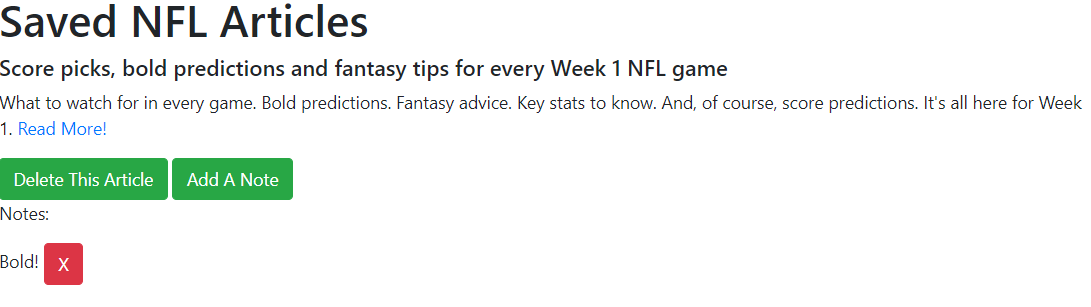 Saved NFL Articles
Score picks, bold predictions and fantasy tips for every Week 1 NFL game
What to watch for in every game. Bold predictions. Fantasy advice. Key stats to know. And, of course, score predictions. It's all here for Week
1. Read More!
Delete This Article Add A Note
Notes:
Bold! X